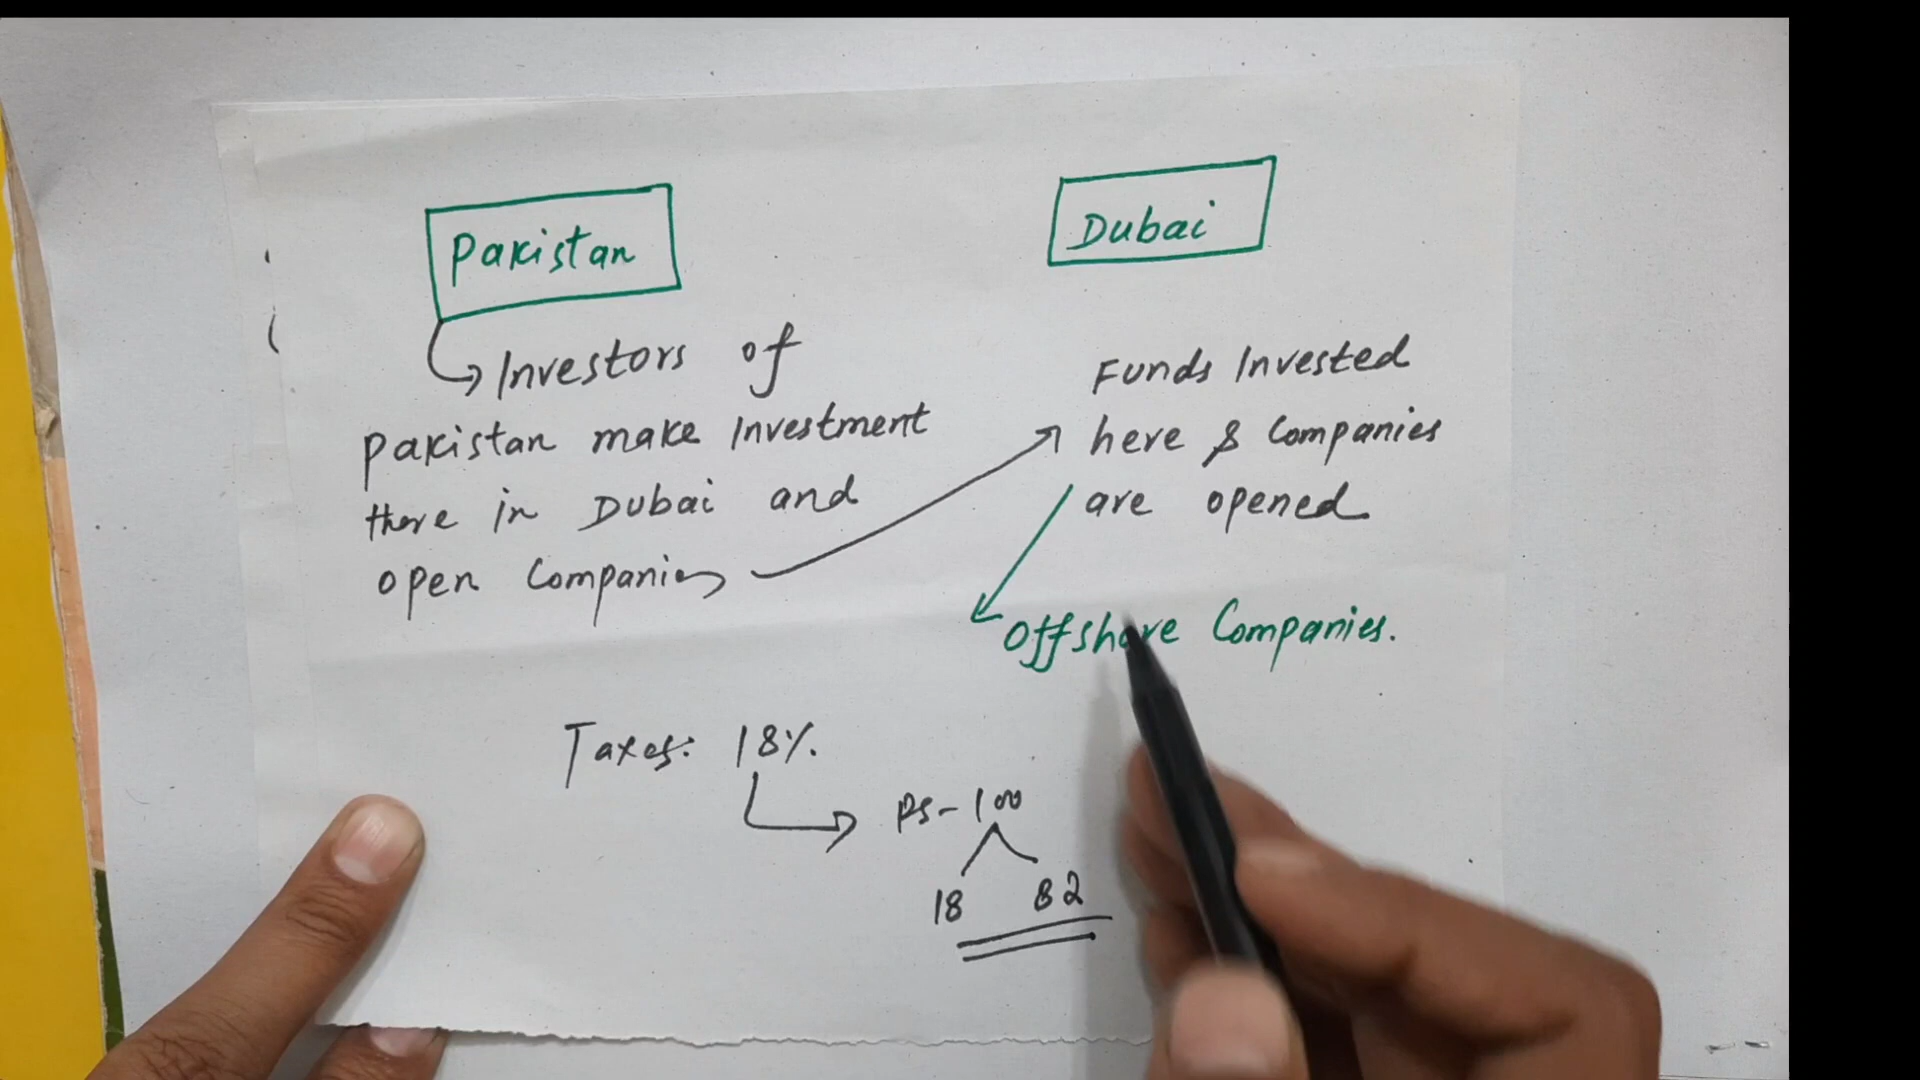 Pakistan
Investors of
Pakistan make Investment
there in Dubai and
open Companies
Dubai
Funds Invested
here & Companies
are opened
Offshore Companies.
Taxes: 18%.
Rs-100
18 82